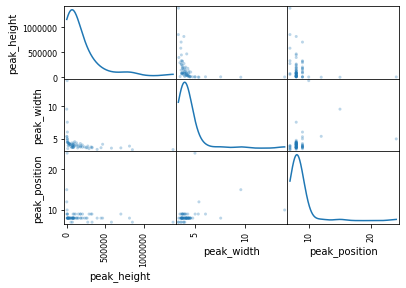 1000000
500000
0
peak_height
10
5
peak_width
20
10
peak_position
0
500000
1000000
5
10
10
20
peak_height
peak_width
peak_position